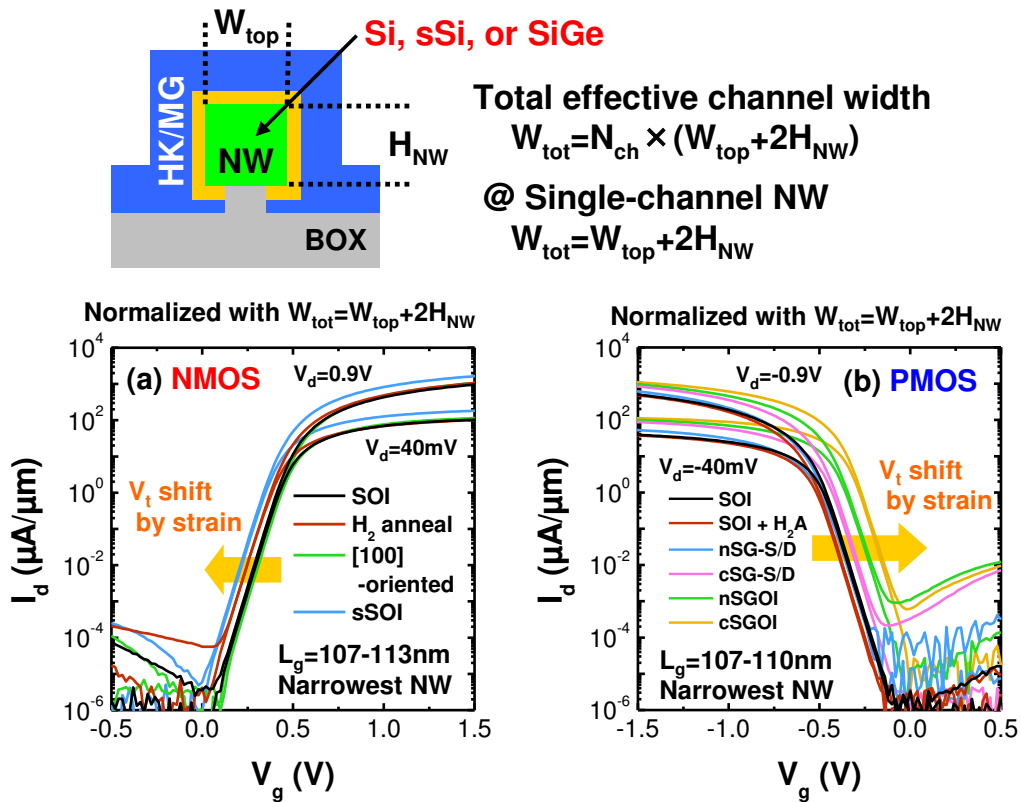 W_top
Si, sSi, or SiGe
HK/MG
NW
H_NW
BOX
Total effective channel width
W_tot=N_ch×(W_top+2H_NW)
@ Single-channel NW
W_tot=W_top+2H_NW
Normalized with W_tot=W_top+2H_NW
(a) NMOS
V_d=0.9V
V_d=40mV
V_t shift
by strain
SOI
H_2 anneal
[100]
-oriented
sSOI
L_g=107-113nm
Narrowest NW
10^4
10^2
10^0
10^-2
10^-4
10^-6
I_d (µA/µm)
-0.5
0.0
0.5
1.0
1.5
V_g (V)
Normalized with W_tot=W_top+2H_NW
(b) PMOS
V_d=-0.9V
V_d=-40mV
V_t shift
by strain
SOI
SOI + H_2A
nSG-S/D
cSG-S/D
nSGOI
cSGOI
L_g=107-110nm
Narrowest NW
10^4
10^2
10^0
10^-2
10^-4
10^-6
I_d (µA/µm)
-1.5
-1.0
-0.5
0.0
0.5
V_g (V)